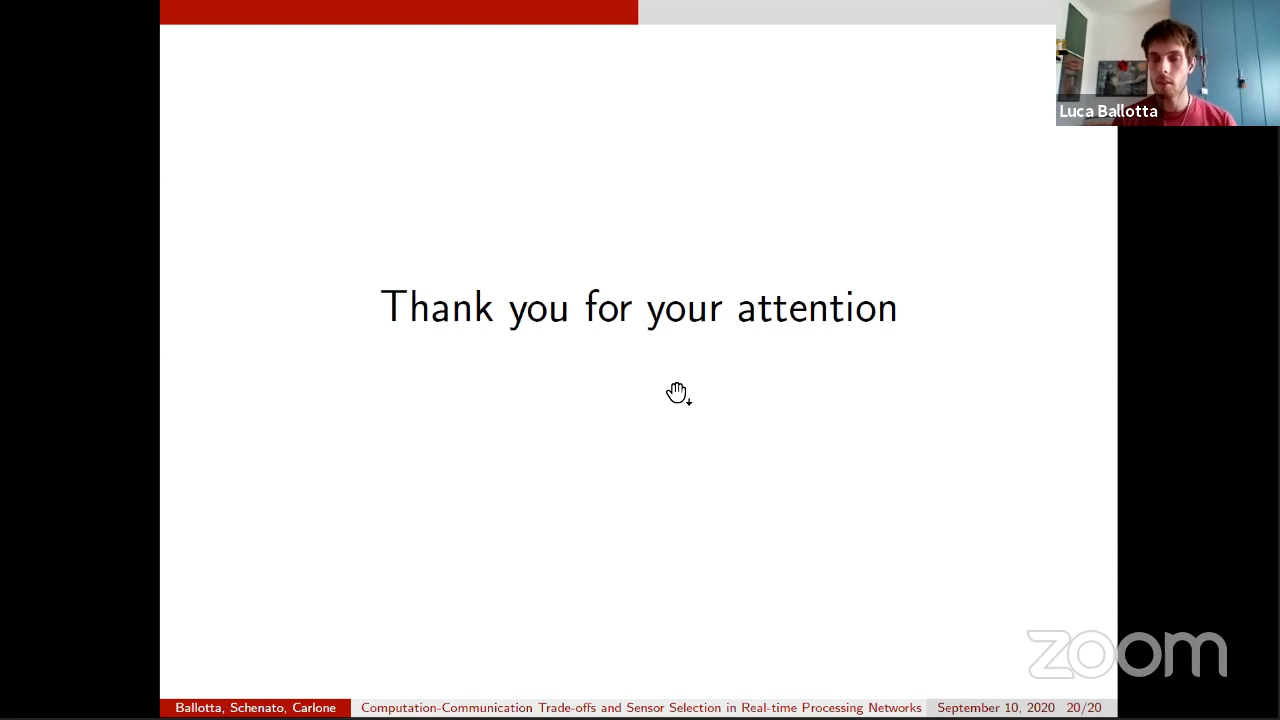 Luca Ballotta
Thank you for your attention
zoom
Ballotta, Schenato, Carlone Computation-Communication Trade-offs and Sensor Selection in Real-time Processing Networks September 10, 2020 20/20